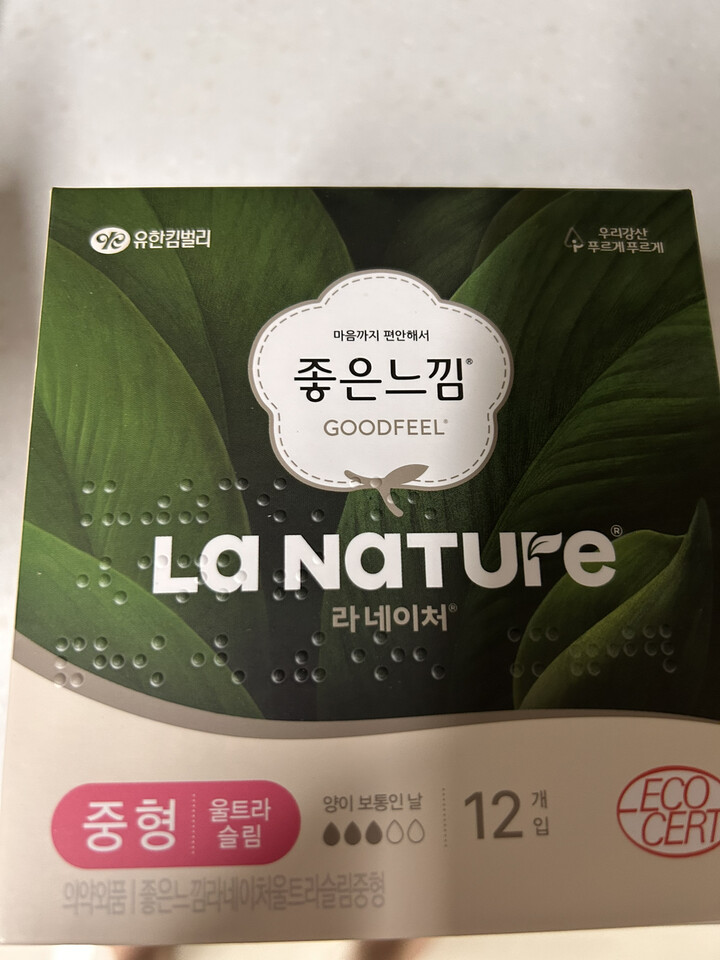 유한킴벌리
우리강산
푸르게 푸르게
마음까지 편안해서
좋은느낌®
GOODFEEL®
La Nature®
라 네이처®
중형
울트라
슬림
양이 보통인 날
12개입
ECO
CERT
의약외품 | 좋은느낌라네이처울트라슬림중형